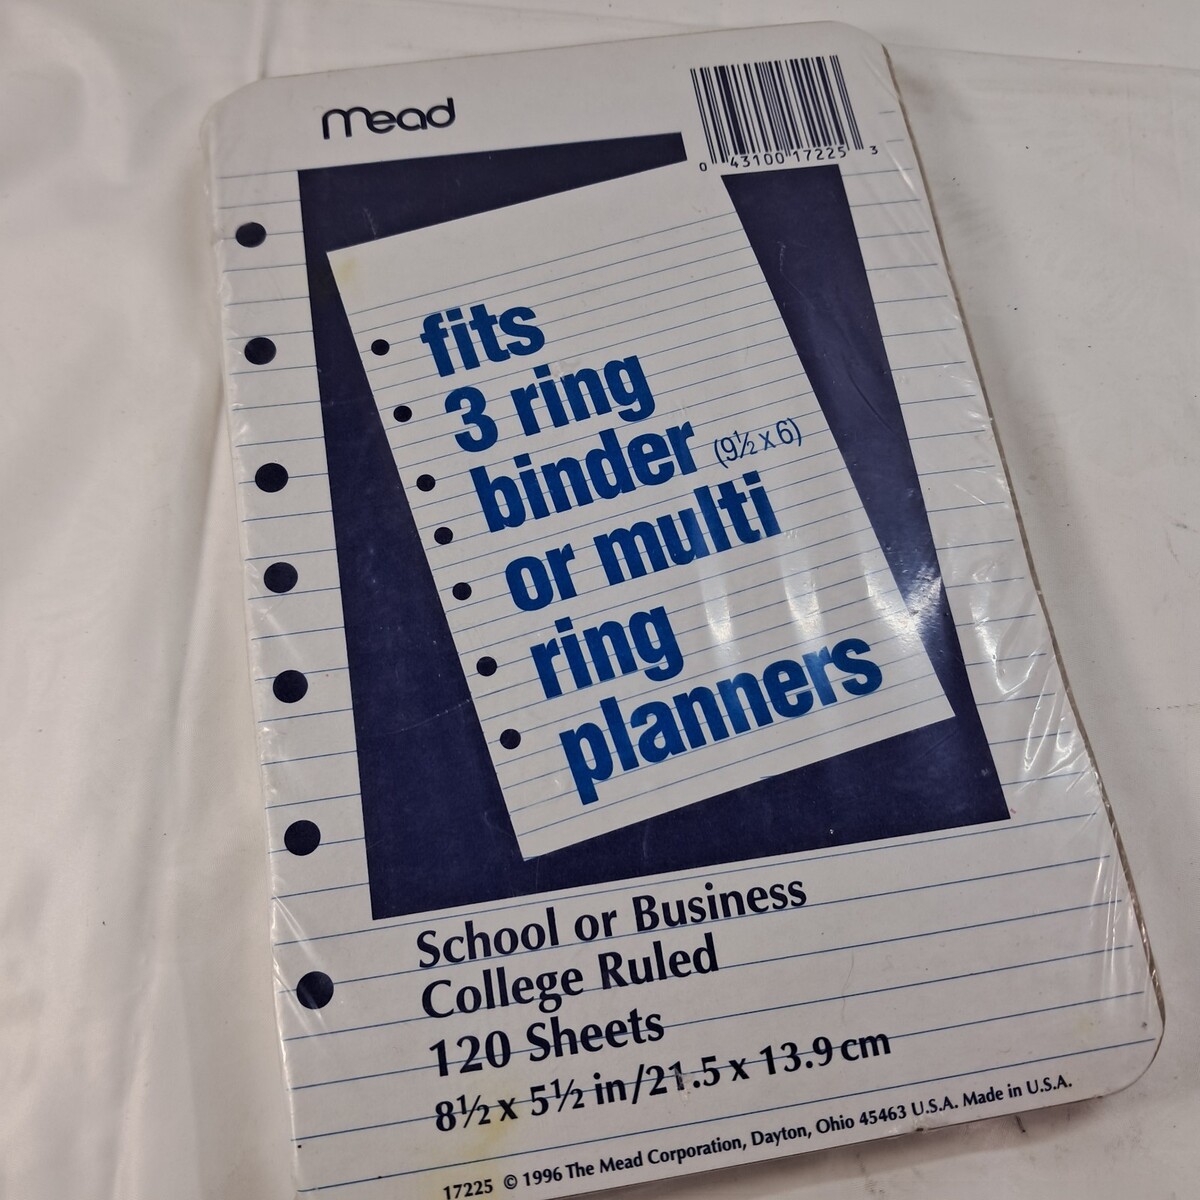 mead
0 43100 17225 3
fits
3 ring
binder (9½ x 6)
or multi
ring
planners
School or Business
College Ruled
120 Sheets
8½ x 5½ in/21.5 x 13.9 cm
17225 © 1996 The Mead Corporation, Dayton, Ohio 45463 U.S.A. Made in U.S.A.